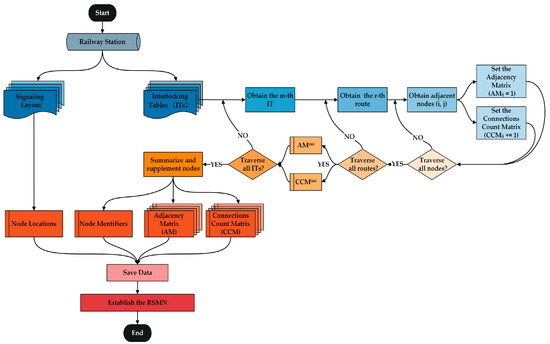 Start
Railway Station
Signaling
Layout
Interlocking
Tables (ITs)
Obtain the m-th
IT
Obtain the r-th
Route
Obtain adjacent
nodes (i, j)
Set the
Adjacency
Matrix
(AMij = 1)
Set the
Connections
Count Matrix
(CCMij += 1)
NO
NO
NO
Summarize and
supplement nodes
YES
Traverse
all ITs?
AM(m)
CCM(m)
YES
Traverse
all routes?
YES
Traverse
all nodes?
Node Locations
Node Identifiers
Adjacency
Matrix
(AM)
Connections
Count Matrix
(CCM)
Save Data
Establish the RSMN
End